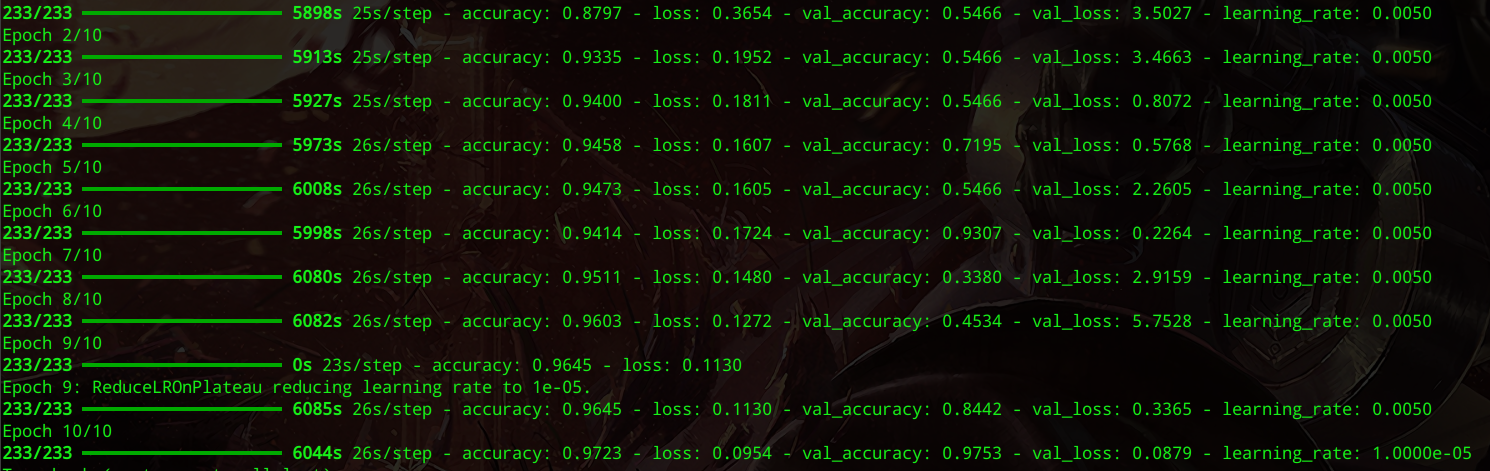 233/233 ━━━━━━━━━━━━━━━━━━━━ 5898s 25s/step - accuracy: 0.8797 - loss: 0.3654 - val_accuracy: 0.5466 - val_loss: 3.5027 - learning_rate: 0.0050
Epoch 2/10
233/233 ━━━━━━━━━━━━━━━━━━━━ 5913s 25s/step - accuracy: 0.9335 - loss: 0.1952 - val_accuracy: 0.5466 - val_loss: 3.4663 - learning_rate: 0.0050
Epoch 3/10
233/233 ━━━━━━━━━━━━━━━━━━━━ 5927s 25s/step - accuracy: 0.9400 - loss: 0.1811 - val_accuracy: 0.5466 - val_loss: 0.8072 - learning_rate: 0.0050
Epoch 4/10
233/233 ━━━━━━━━━━━━━━━━━━━━ 5973s 26s/step - accuracy: 0.9458 - loss: 0.1607 - val_accuracy: 0.7195 - val_loss: 0.5768 - learning_rate: 0.0050
Epoch 5/10
233/233 ━━━━━━━━━━━━━━━━━━━━ 6008s 26s/step - accuracy: 0.9473 - loss: 0.1605 - val_accuracy: 0.5466 - val_loss: 2.2605 - learning_rate: 0.0050
Epoch 6/10
233/233 ━━━━━━━━━━━━━━━━━━━━ 5998s 26s/step - accuracy: 0.9414 - loss: 0.1724 - val_accuracy: 0.9307 - val_loss: 0.2264 - learning_rate: 0.0050
Epoch 7/10
233/233 ━━━━━━━━━━━━━━━━━━━━ 6080s 26s/step - accuracy: 0.9511 - loss: 0.1480 - val_accuracy: 0.3380 - val_loss: 2.9159 - learning_rate: 0.0050
Epoch 8/10
233/233 ━━━━━━━━━━━━━━━━━━━━ 6082s 26s/step - accuracy: 0.9603 - loss: 0.1272 - val_accuracy: 0.4534 - val_loss: 5.7528 - learning_rate: 0.0050
Epoch 9/10
233/233 ━━━━━━━━━━━━━━━━━━━━ 0s 23s/step - accuracy: 0.9645 - loss: 0.1130
Epoch 9: ReduceLROnPlateau reducing learning rate to 1e-05.
233/233 ━━━━━━━━━━━━━━━━━━━━ 6085s 26s/step - accuracy: 0.9645 - loss: 0.1130 - val_accuracy: 0.8442 - val_loss: 0.3365 - learning_rate: 0.0050
Epoch 10/10
233/233 ━━━━━━━━━━━━━━━━━━━━ 6044s 26s/step - accuracy: 0.9723 - loss: 0.0954 - val_accuracy: 0.9753 - val_loss: 0.0879 - learning_rate: 1.0000e-05